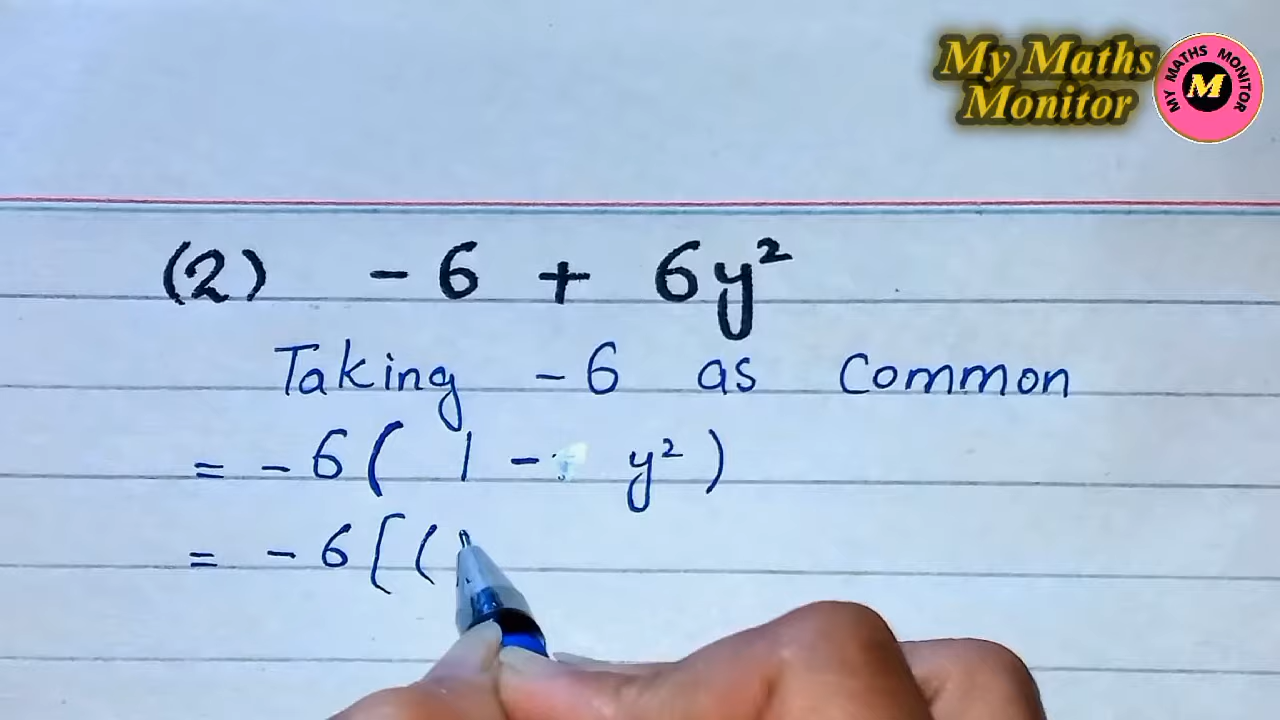 My Maths
Monitor
MY MATHS MONITOR
M
(2) - 6 + 6y²
Taking - 6 as Common
= - 6 ( 1 - y² )
= - 6 [ (